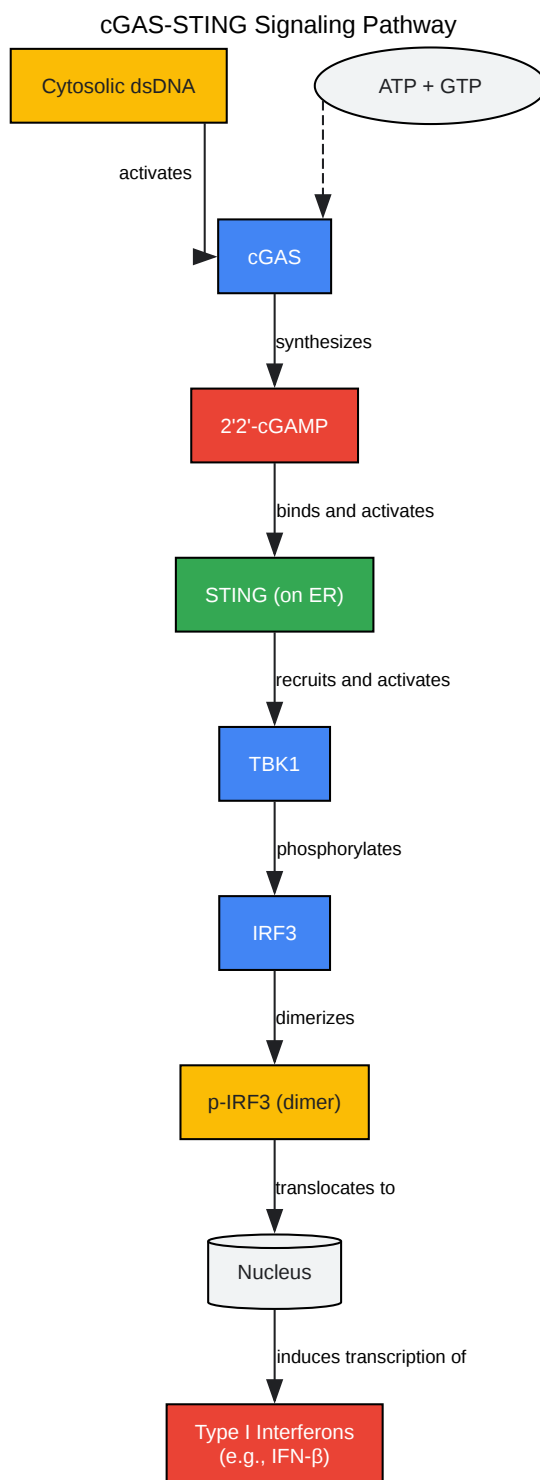 cGAS-STING Signaling Pathway
Cytosolic dsDNA
ATP + GTP
activates
cGAS
synthesizes
2'2'-cGAMP
binds and activates
STING (on ER)
recruits and activates
TBK1
phosphorylates
IRF3
dimerizes
p-IRF3 (dimer)
translocates to
Nucleus
induces transcription of
Type I Interferons
(e.g., IFN-β)